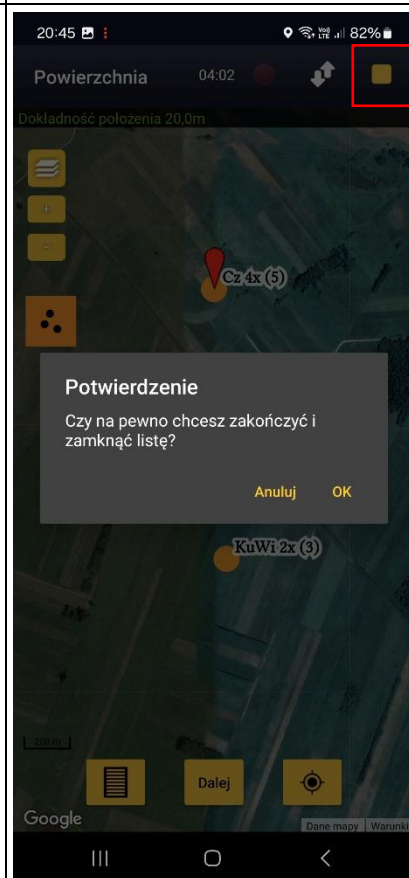 20:45
82%
Powierzchnia 04:02
Dokładność położenia 20,0m
+
-
Cz 4x (5)
Potwierdzenie
Czy na pewno chcesz zakończyć i
zamknąć listę?
Anuluj OK
KuWi 2x (3)
200 m
Dalej
Google
Dane mapy Warunki